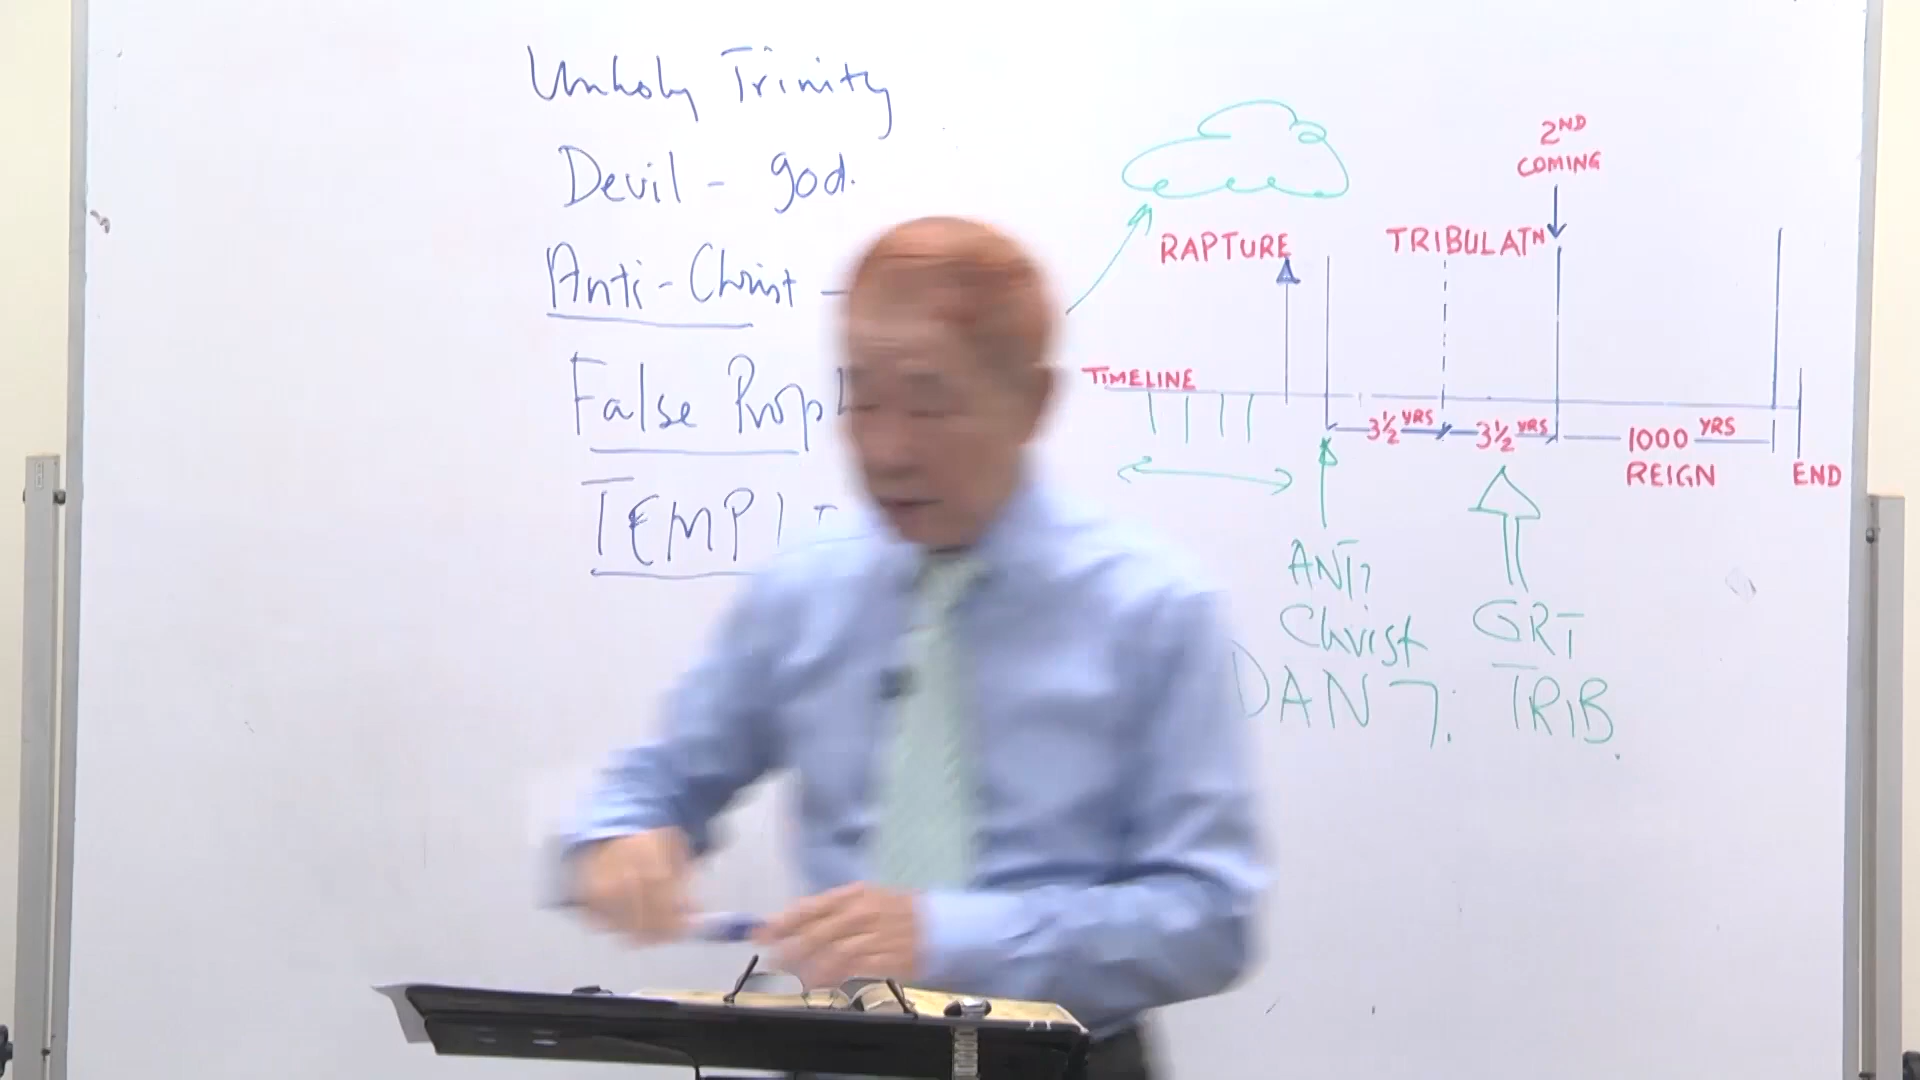 Unholy Trinity
Devil - god.
Anti-Christ -
False Prop
TEMPL
2ND
COMING
RAPTURE
TRIBULATN
TIMELINE
3½ YRS
3½ YRS
1000 YRS
REIGN
END
ANTI
Christ
DAN 7.
GRT
TRIB.